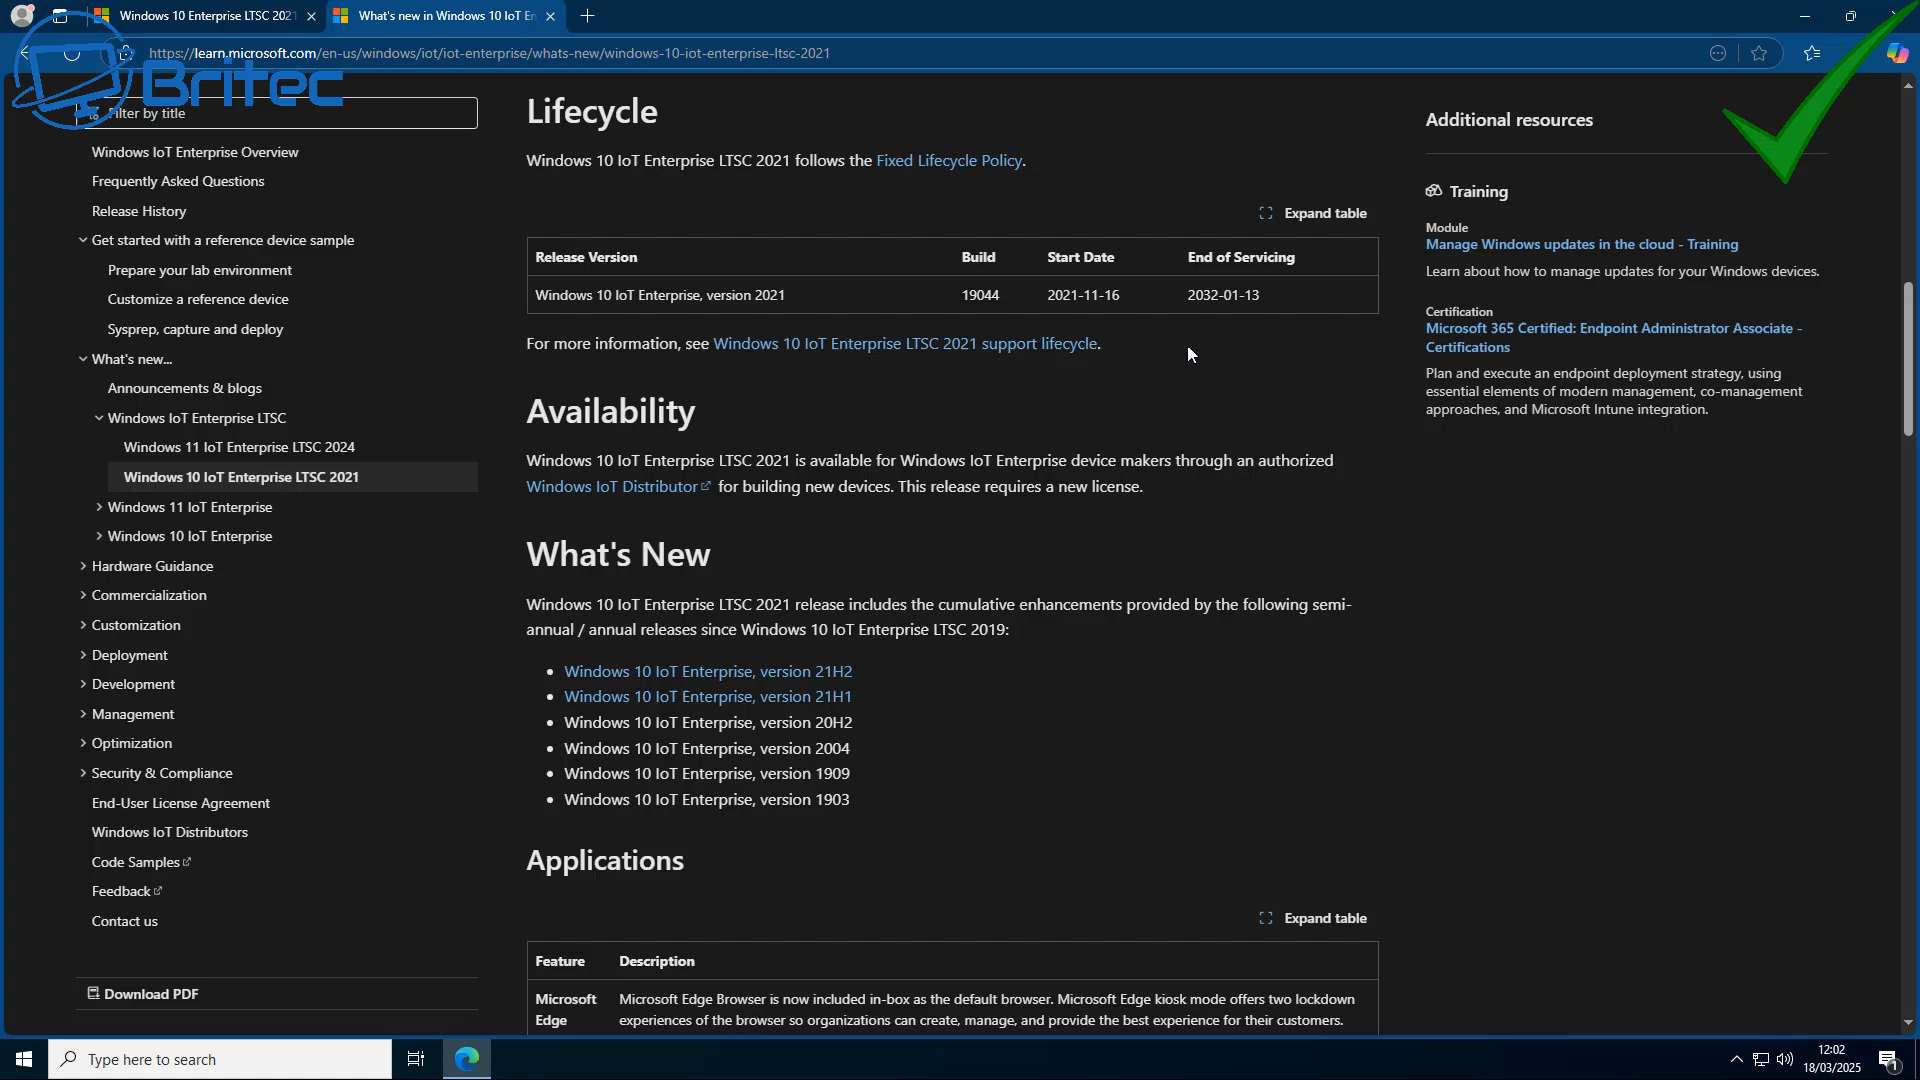 Windows 10 Enterprise LTSC 2021
What's new in Windows 10 IoT En
https://learn.microsoft.com/en-us/windows/iot/iot-enterprise/whats-new/windows-10-iot-enterprise-ltsc-2021
Britec
Filter by title
Windows IoT Enterprise Overview
Frequently Asked Questions
Release History
Get started with a reference device sample
Prepare your lab environment
Customize a reference device
Sysprep, capture and deploy
What's new...
Announcements & blogs
Windows IoT Enterprise LTSC
Windows 11 IoT Enterprise LTSC 2024
Windows 10 IoT Enterprise LTSC 2021
Windows 11 IoT Enterprise
Windows 10 IoT Enterprise
Hardware Guidance
Commercialization
Customization
Deployment
Development
Management
Optimization
Security & Compliance
End-User License Agreement
Windows IoT Distributors
Code Samples
Feedback
Contact us
Download PDF
Lifecycle
Windows 10 IoT Enterprise LTSC 2021 follows the Fixed Lifecycle Policy.
Expand table
Release Version Build Start Date End of Servicing
Windows 10 IoT Enterprise, version 2021 19044 2021-11-16 2032-01-13
For more information, see Windows 10 IoT Enterprise LTSC 2021 support lifecycle.
Availability
Windows 10 IoT Enterprise LTSC 2021 is available for Windows IoT Enterprise device makers through an authorized
Windows IoT Distributor for building new devices. This release requires a new license.
What's New
Windows 10 IoT Enterprise LTSC 2021 release includes the cumulative enhancements provided by the following semi-
annual / annual releases since Windows 10 IoT Enterprise LTSC 2019:
Windows 10 IoT Enterprise, version 21H2
Windows 10 IoT Enterprise, version 21H1
Windows 10 IoT Enterprise, version 20H2
Windows 10 IoT Enterprise, version 2004
Windows 10 IoT Enterprise, version 1909
Windows 10 IoT Enterprise, version 1903
Applications
Expand table
Feature Description
Microsoft Edge Browser is now included in-box as the default browser. Microsoft Edge kiosk mode offers two lockdown
Microsoft
Edge
experiences of the browser so organizations can create, manage, and provide the best experience for their customers.
Additional resources
Training
Module
Manage Windows updates in the cloud - Training
Learn about how to manage updates for your Windows devices.
Certification
Microsoft 365 Certified: Endpoint Administrator Associate -
Certifications
Plan and execute an endpoint deployment strategy, using
essential elements of modern management, co-management
approaches, and Microsoft Intune integration.
Type here to search
12:02
18/03/2025
1